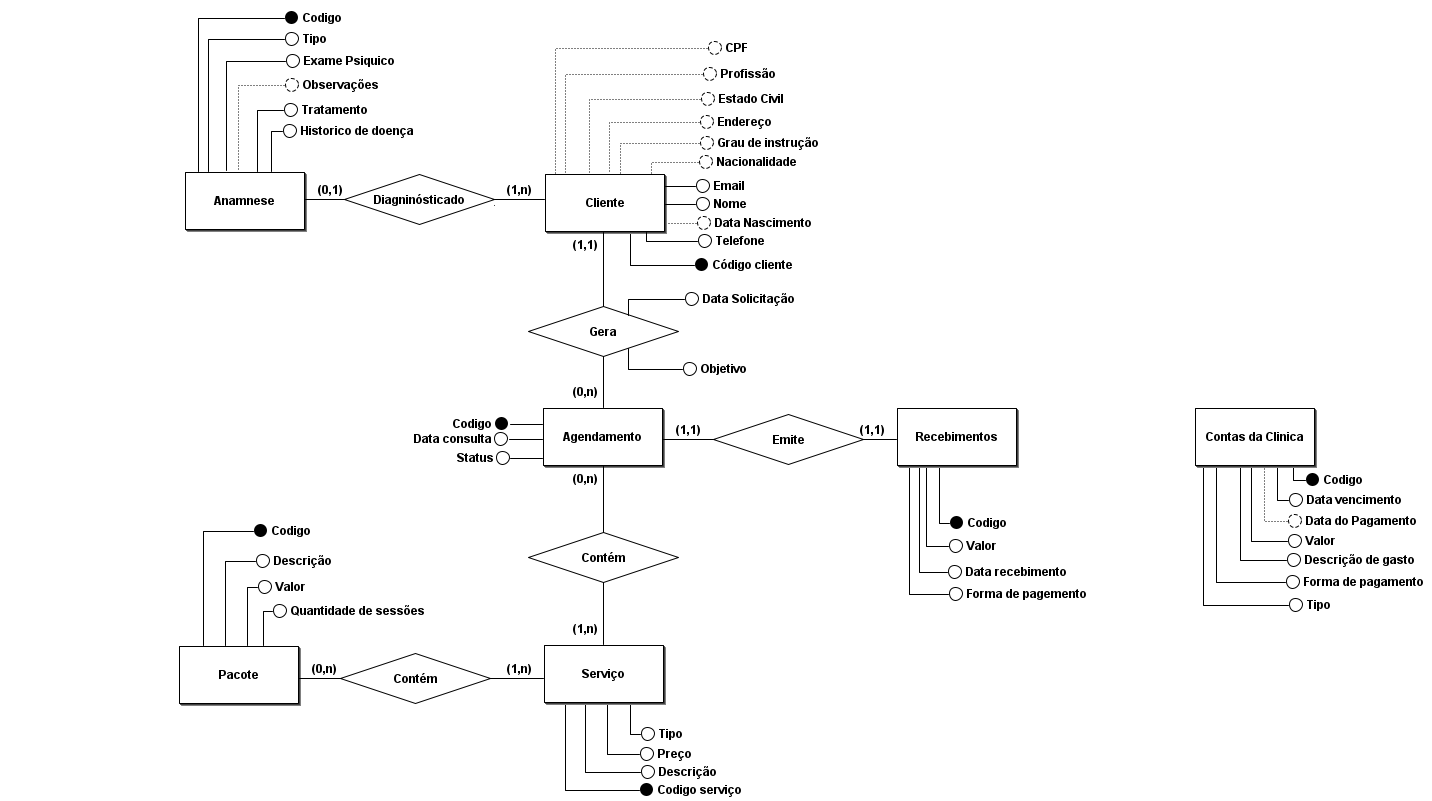 Codigo
Tipo
Exame Psiquico
Observações
Tratamento
Historico de doença
CPF
Profissão
Estado Civil
Endereço
Grau de instrução
Nacionalidade
Email
Nome
Data Nascimento
Telefone
Código cliente
Anamnese
(0,1)
Diagninósticado
(1,n)
Cliente
(1,1)
Data Solicitação
Gera
Objetivo
(0,n)
Codigo
Data consulta
Status
Agendamento
(1,1)
Emite
(1,1)
Recebimentos
Contas da Clinica
(0,n)
Codigo
Valor
Data recebimento
Forma de pagemento
Codigo
Data vencimento
Data do Pagamento
Valor
Descrição de gasto
Forma de pagamento
Tipo
Contém
(1,n)
Codigo
Descrição
Valor
Quantidade de sessões
Pacote
(0,n)
Contém
(1,n)
Serviço
Tipo
Preço
Descrição
Codigo serviço